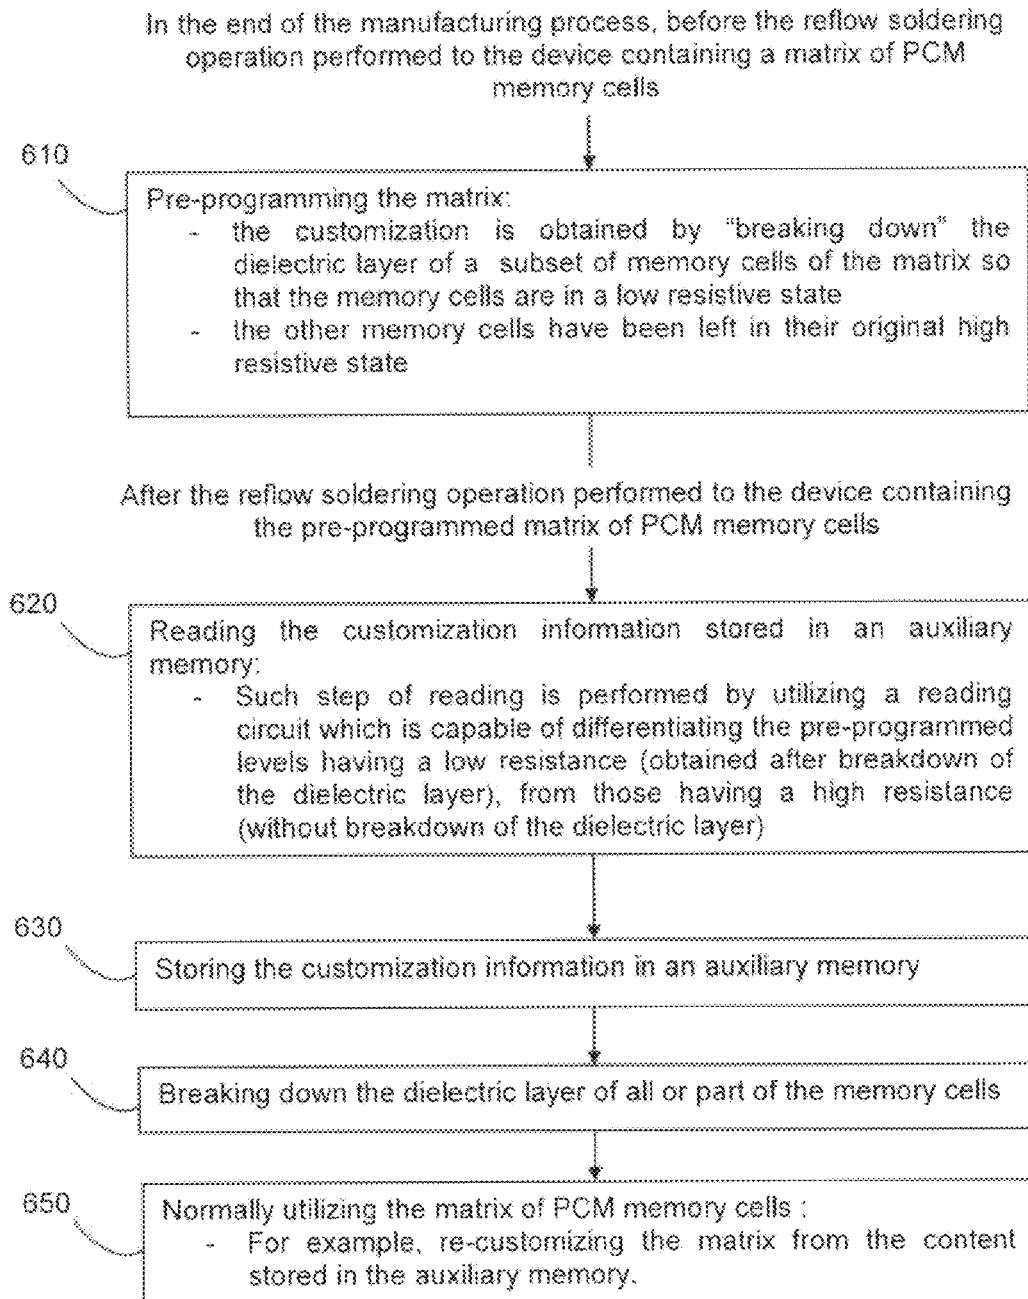 In the end of the manufacturing process, before the reflow soldering
operation performed to the device containing a matrix of PCM
memory cells
610
Pre-programming the matrix:
- the customization is obtained by “breaking down” the
dielectric layer of a subset of memory cells of the matrix so
that the memory cells are in a low resistive state
- the other memory cells have been left in their original high
resistive state
After the reflow soldering operation performed to the device containing
the pre-programmed matrix of PCM memory cells
620
Reading the customization information stored in an auxiliary
memory:
- Such step of reading is performed by utilizing a reading
circuit which is capable of differentiating the pre-programmed
levels having a low resistance (obtained after breakdown of
the dielectric layer), from those having a high resistance
(without breakdown of the dielectric layer)
630
Storing the customization information in an auxiliary memory
640
Breaking down the dielectric layer of all or part of the memory cells
650
Normally utilizing the matrix of PCM memory cells :
- For example, re-customizing the matrix from the content
stored in the auxiliary memory.